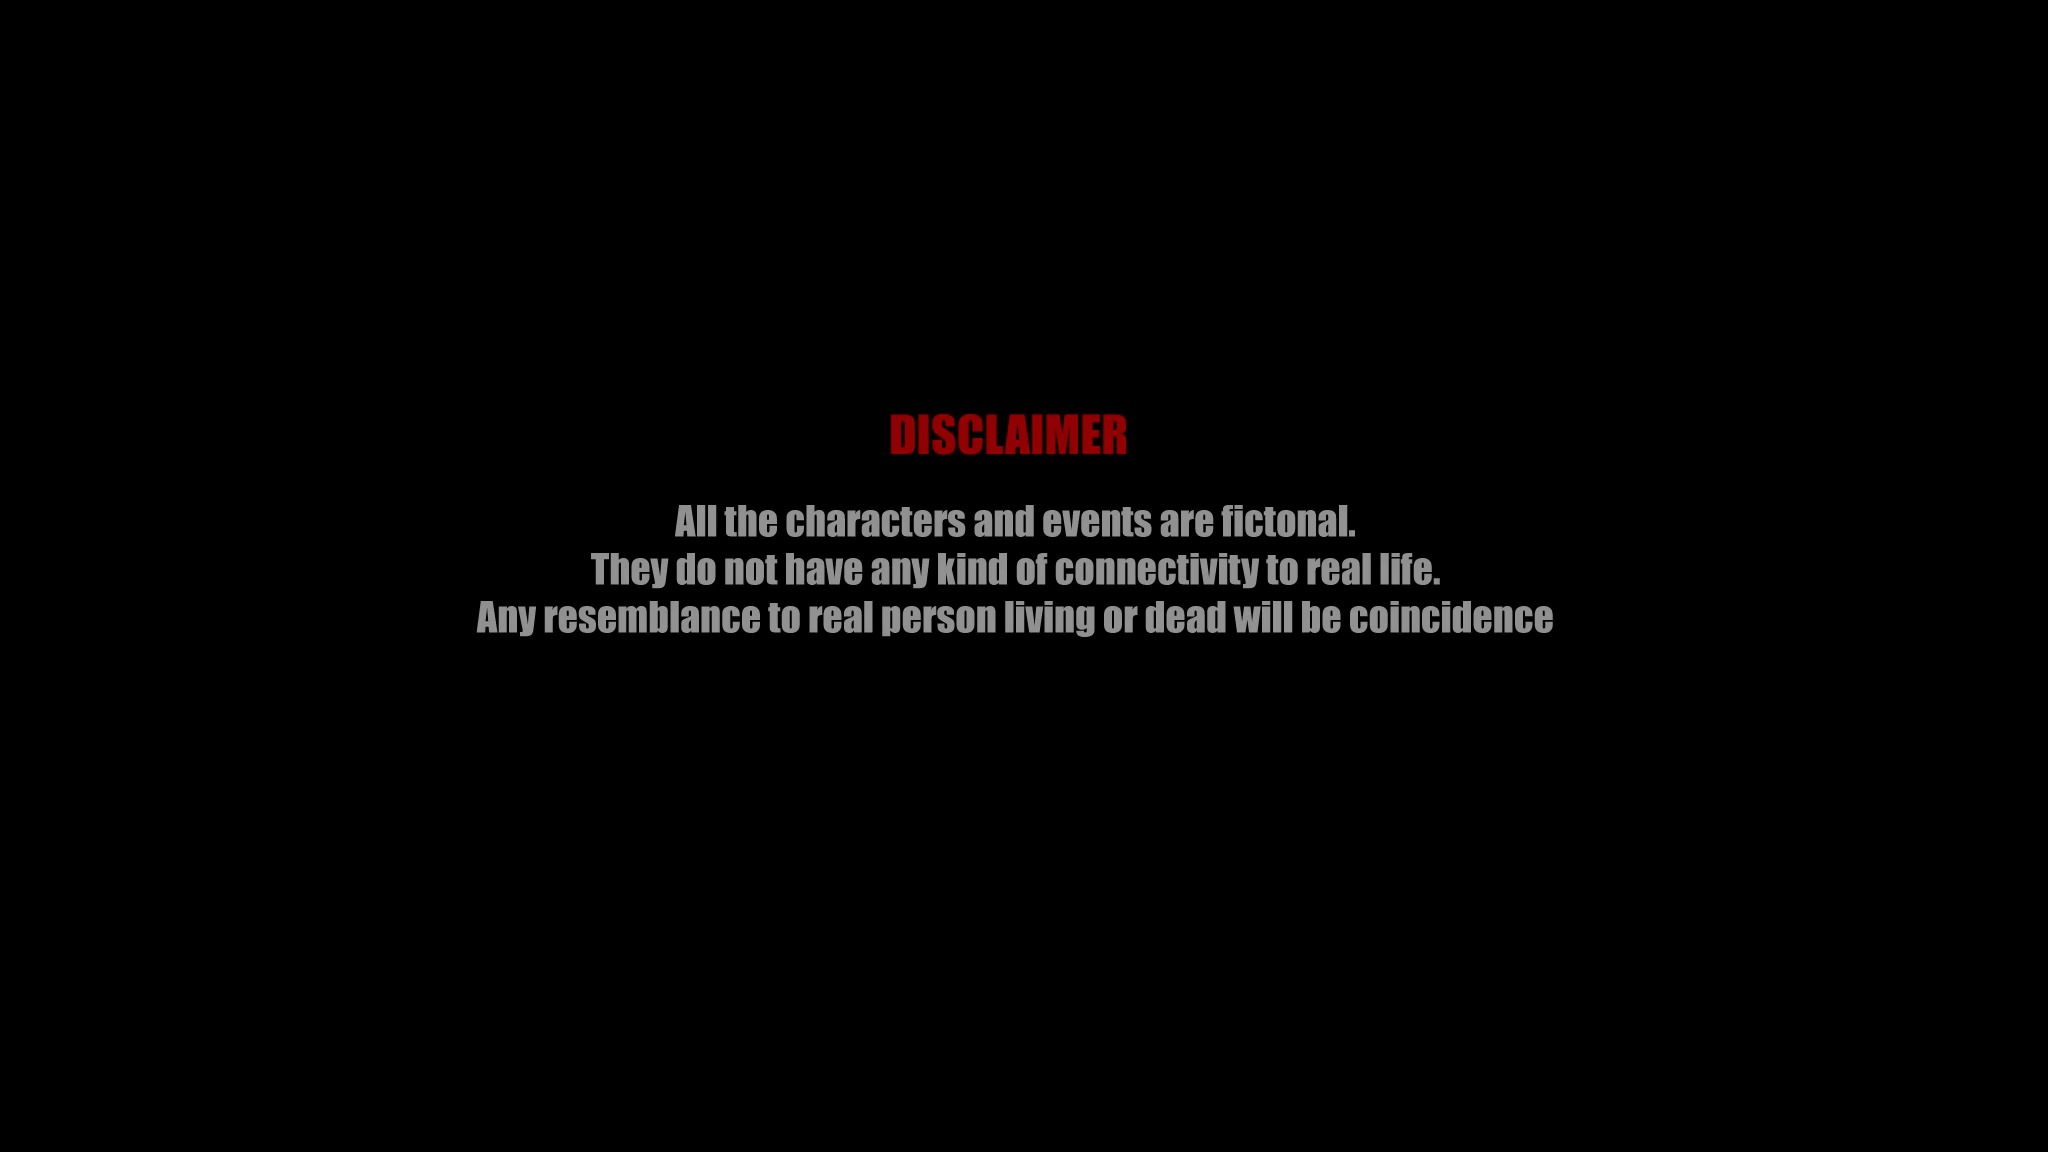 DISCLAIMER
All the characters and events are fictonal.
They do not have any kind of connectivity to real life.
Any resemblance to real person living or dead will be coincidence